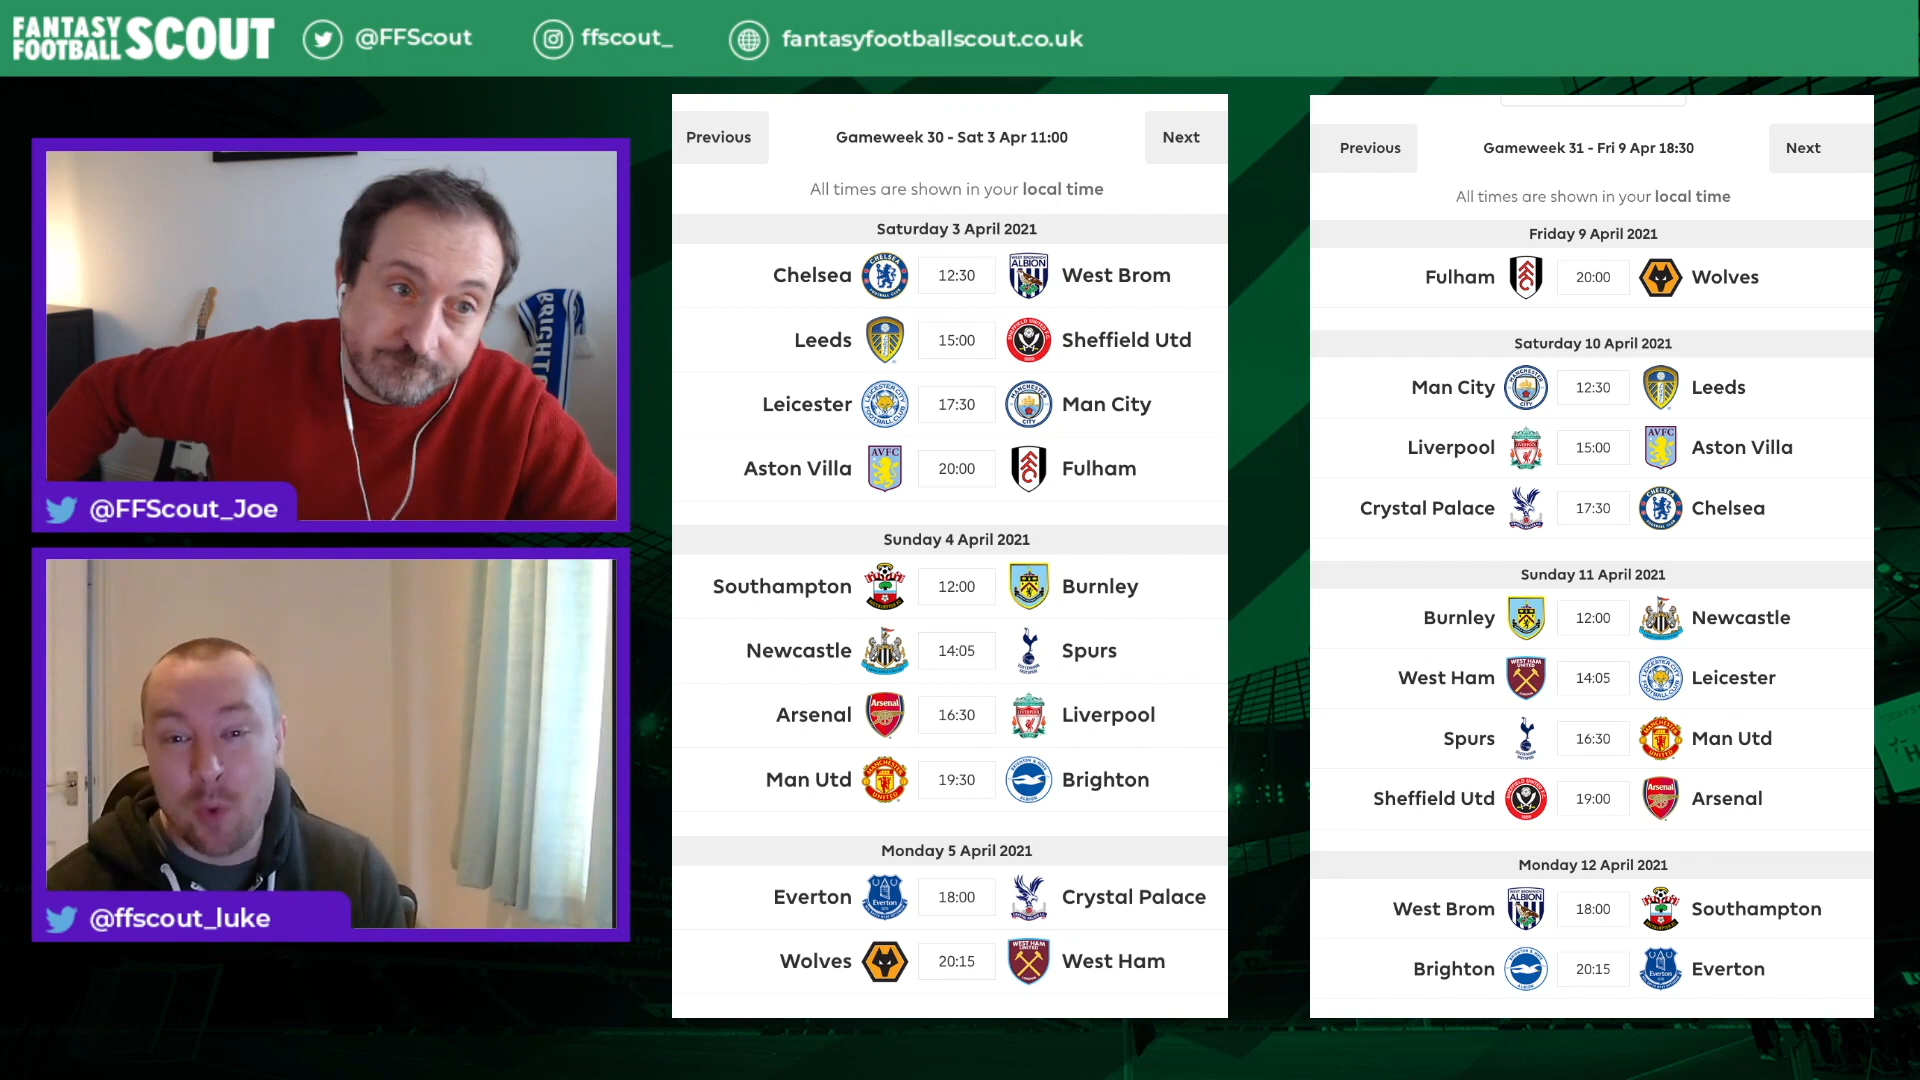 FANTASY FOOTBALL SCOUT
@FFScout
ffscout_
fantasyfootballscout.co.uk
BRIGHTO
@FFScout_Joe
@ffscout_luke
Previous
Gameweek 30 - Sat 3 Apr 11:00
Next
All times are shown in your local time
Saturday 3 April 2021
Chelsea 12:30 West Brom
Leeds 15:00 Sheffield Utd
Leicester 17:30 Man City
Aston Villa 20:00 Fulham
Sunday 4 April 2021
Southampton 12:00 Burnley
Newcastle 14:05 Spurs
Arsenal 16:30 Liverpool
Man Utd 19:30 Brighton
Monday 5 April 2021
Everton 18:00 Crystal Palace
Wolves 20:15 West Ham
Previous
Gameweek 31 - Fri 9 Apr 18:30
Next
All times are shown in your local time
Friday 9 April 2021
Fulham 20:00 Wolves
Saturday 10 April 2021
Man City 12:30 Leeds
Liverpool 15:00 Aston Villa
Crystal Palace 17:30 Chelsea
Sunday 11 April 2021
Burnley 12:00 Newcastle
West Ham 14:05 Leicester
Spurs 16:30 Man Utd
Sheffield Utd 19:00 Arsenal
Monday 12 April 2021
West Brom 18:00 Southampton
Brighton 20:15 Everton